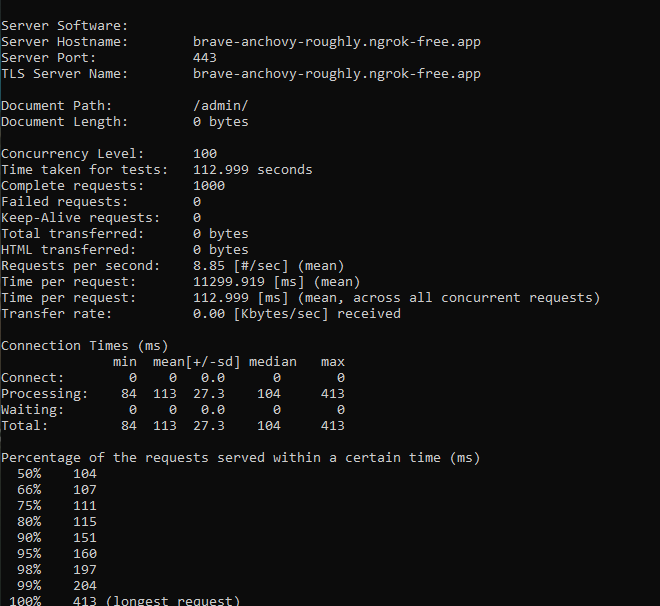 Server Software:
Server Hostname:        brave-anchovy-roughly.ngrok-free.app
Server Port:            443
TLS Server Name:        brave-anchovy-roughly.ngrok-free.app

Document Path:          /admin/
Document Length:        0 bytes

Concurrency Level:      100
Time taken for tests:   112.999 seconds
Complete requests:      1000
Failed requests:        0
Keep-Alive requests:    0
Total transferred:      0 bytes
HTML transferred:       0 bytes
Requests per second:    8.85 [#/sec] (mean)
Time per request:       11299.919 [ms] (mean)
Time per request:       112.999 [ms] (mean, across all concurrent requests)
Transfer rate:          0.00 [Kbytes/sec] received

Connection Times (ms)
              min  mean[+/-sd] median   max
Connect:        0    0   0.0      0       0
Processing:    84  113  27.3    104     413
Waiting:        0    0   0.0      0       0
Total:         84  113  27.3    104     413

Percentage of the requests served within a certain time (ms)
  50%    104
  66%    107
  75%    111
  80%    115
  90%    151
  95%    160
  98%    197
  99%    204
 100%    413 (longest request)